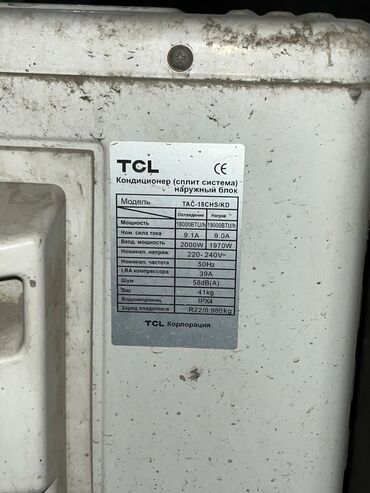 TCL CE
Кондиционер (сплит система)
наружный блок
Модель TAC-18CHS/KD
Охлаждение Нагрев
Мощность 18000BTU/h 19000BTU/h
Ном. сила тока 9.1A 9.0A
Вход. мощность 2000W 1970W
Номинал. напряж 220-240V~
Номинал. частота 50Hz
LRA компрессора 39A
Шум 58dB(A)
Вес 41kg
Водонепрониц IPX4
Заряд хладогента R22/0.980kg
TCL Корпорация